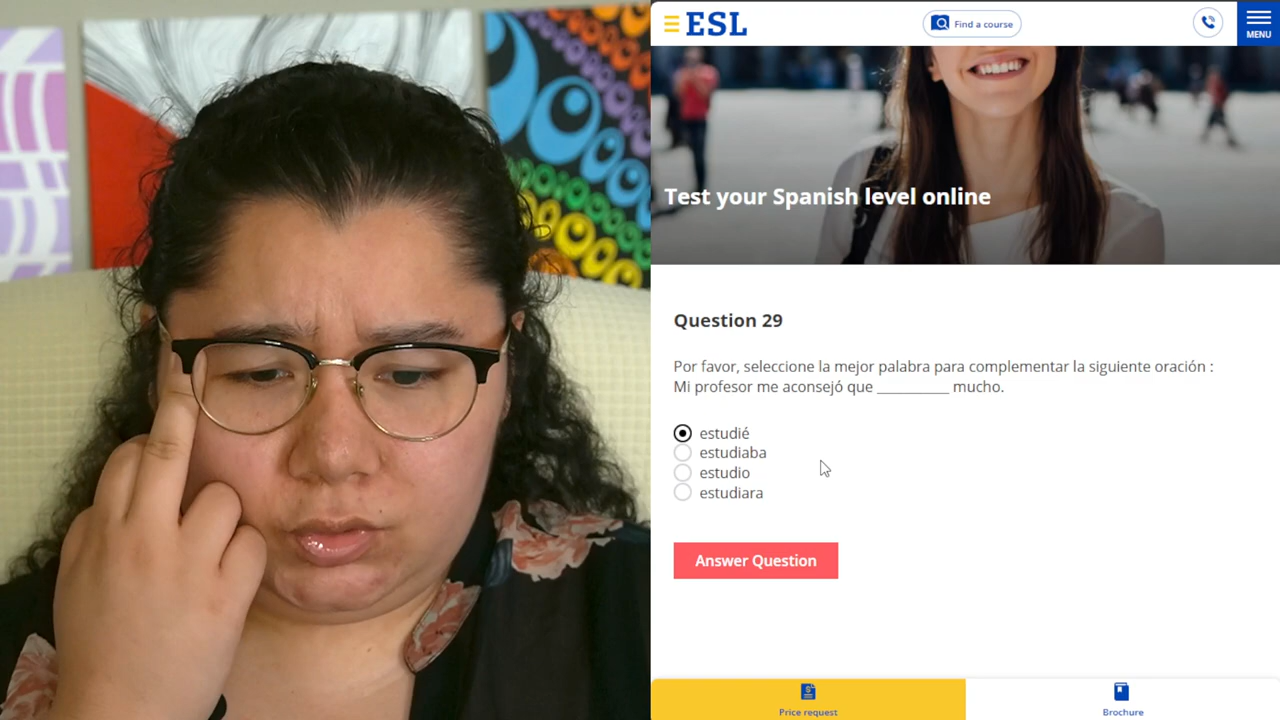 ESL
Find a course
MENU
Test your Spanish level online
Question 29
Por favor, seleccione la mejor palabra para complementar la siguiente oración :
Mi profesor me aconsejó que __________ mucho.
estudié
estudiaba
estudio
estudiara
Answer Question
Price request
Brochure